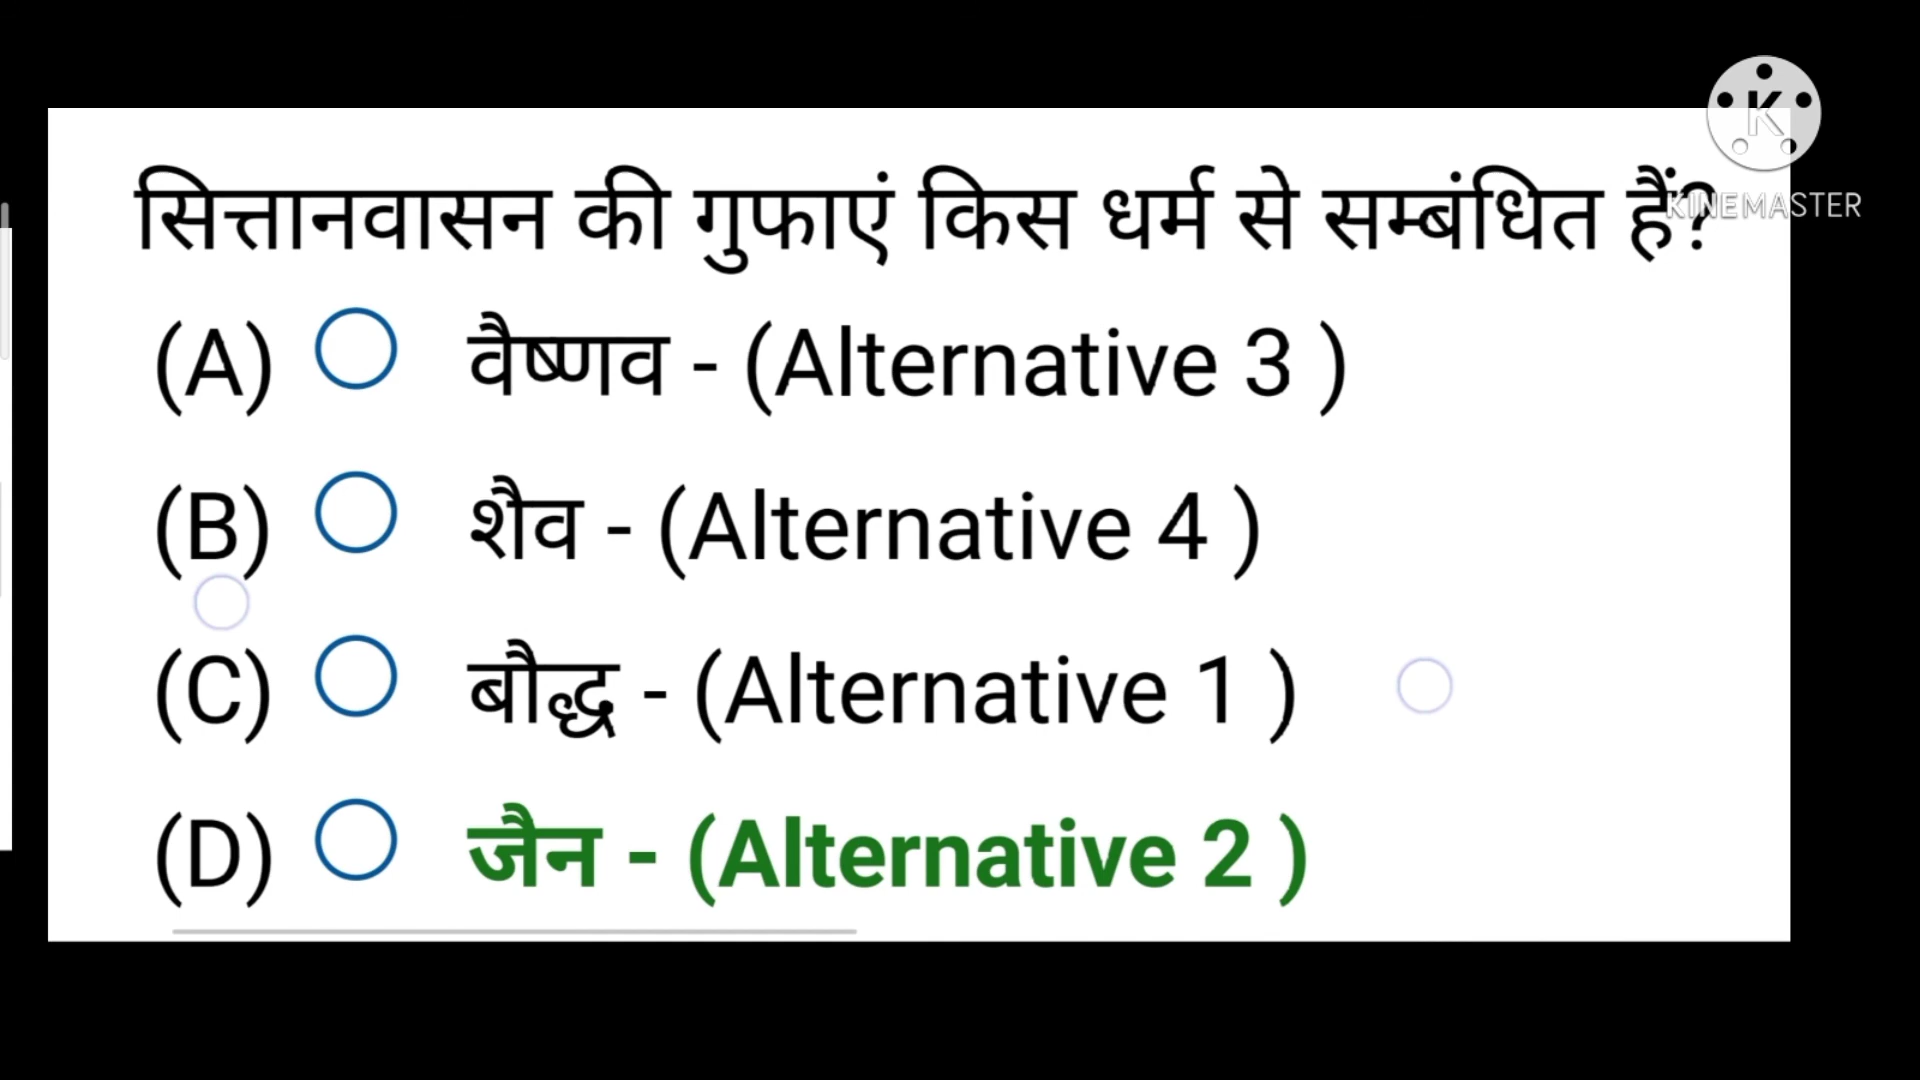 सित्तानवासन की गुफाएं किस धर्म से सम्बंधित हैं?
K
KINEMASTER
(A) वैष्णव - (Alternative 3 )
(B) शैव - (Alternative 4 )
(C) बौद्ध - (Alternative 1 )
(D) जैन - (Alternative 2 )